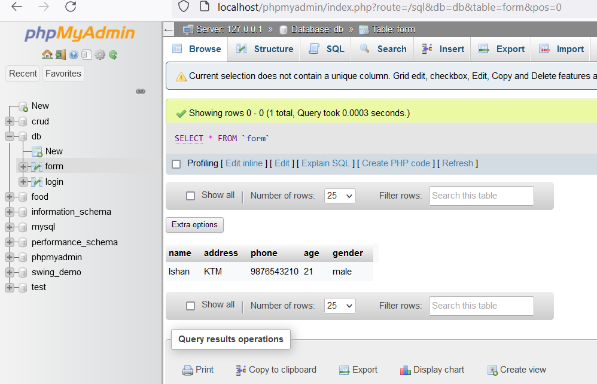 localhost/phpmyadmin/index.php?route=/sql&db=db&table=form&pos=0
phpMyAdmin
Recent Favorites
New
crud
db
New
form
login
food
information_schema
mysql
performance_schema
phpmyadmin
swing_demo
test
Server: 127.0.0.1 » Database: db » Table: form
Browse Structure SQL Search Insert Export Import
Current selection does not contain a unique column. Grid edit, checkbox, Edit, Copy and Delete features a
Showing rows 0 - 0 (1 total, Query took 0.0003 seconds.)
SELECT * FROM `form`
Profiling [ Edit inline ] [ Edit ] [ Explain SQL ] [ Create PHP code ] [ Refresh ]
Show all Number of rows: 25 Filter rows: Search this table
Extra options
name address phone age gender
Ishan KTM 9876543210 21 male
Show all Number of rows: 25 Filter rows: Search this table
Query results operations
Print Copy to clipboard Export Display chart Create view